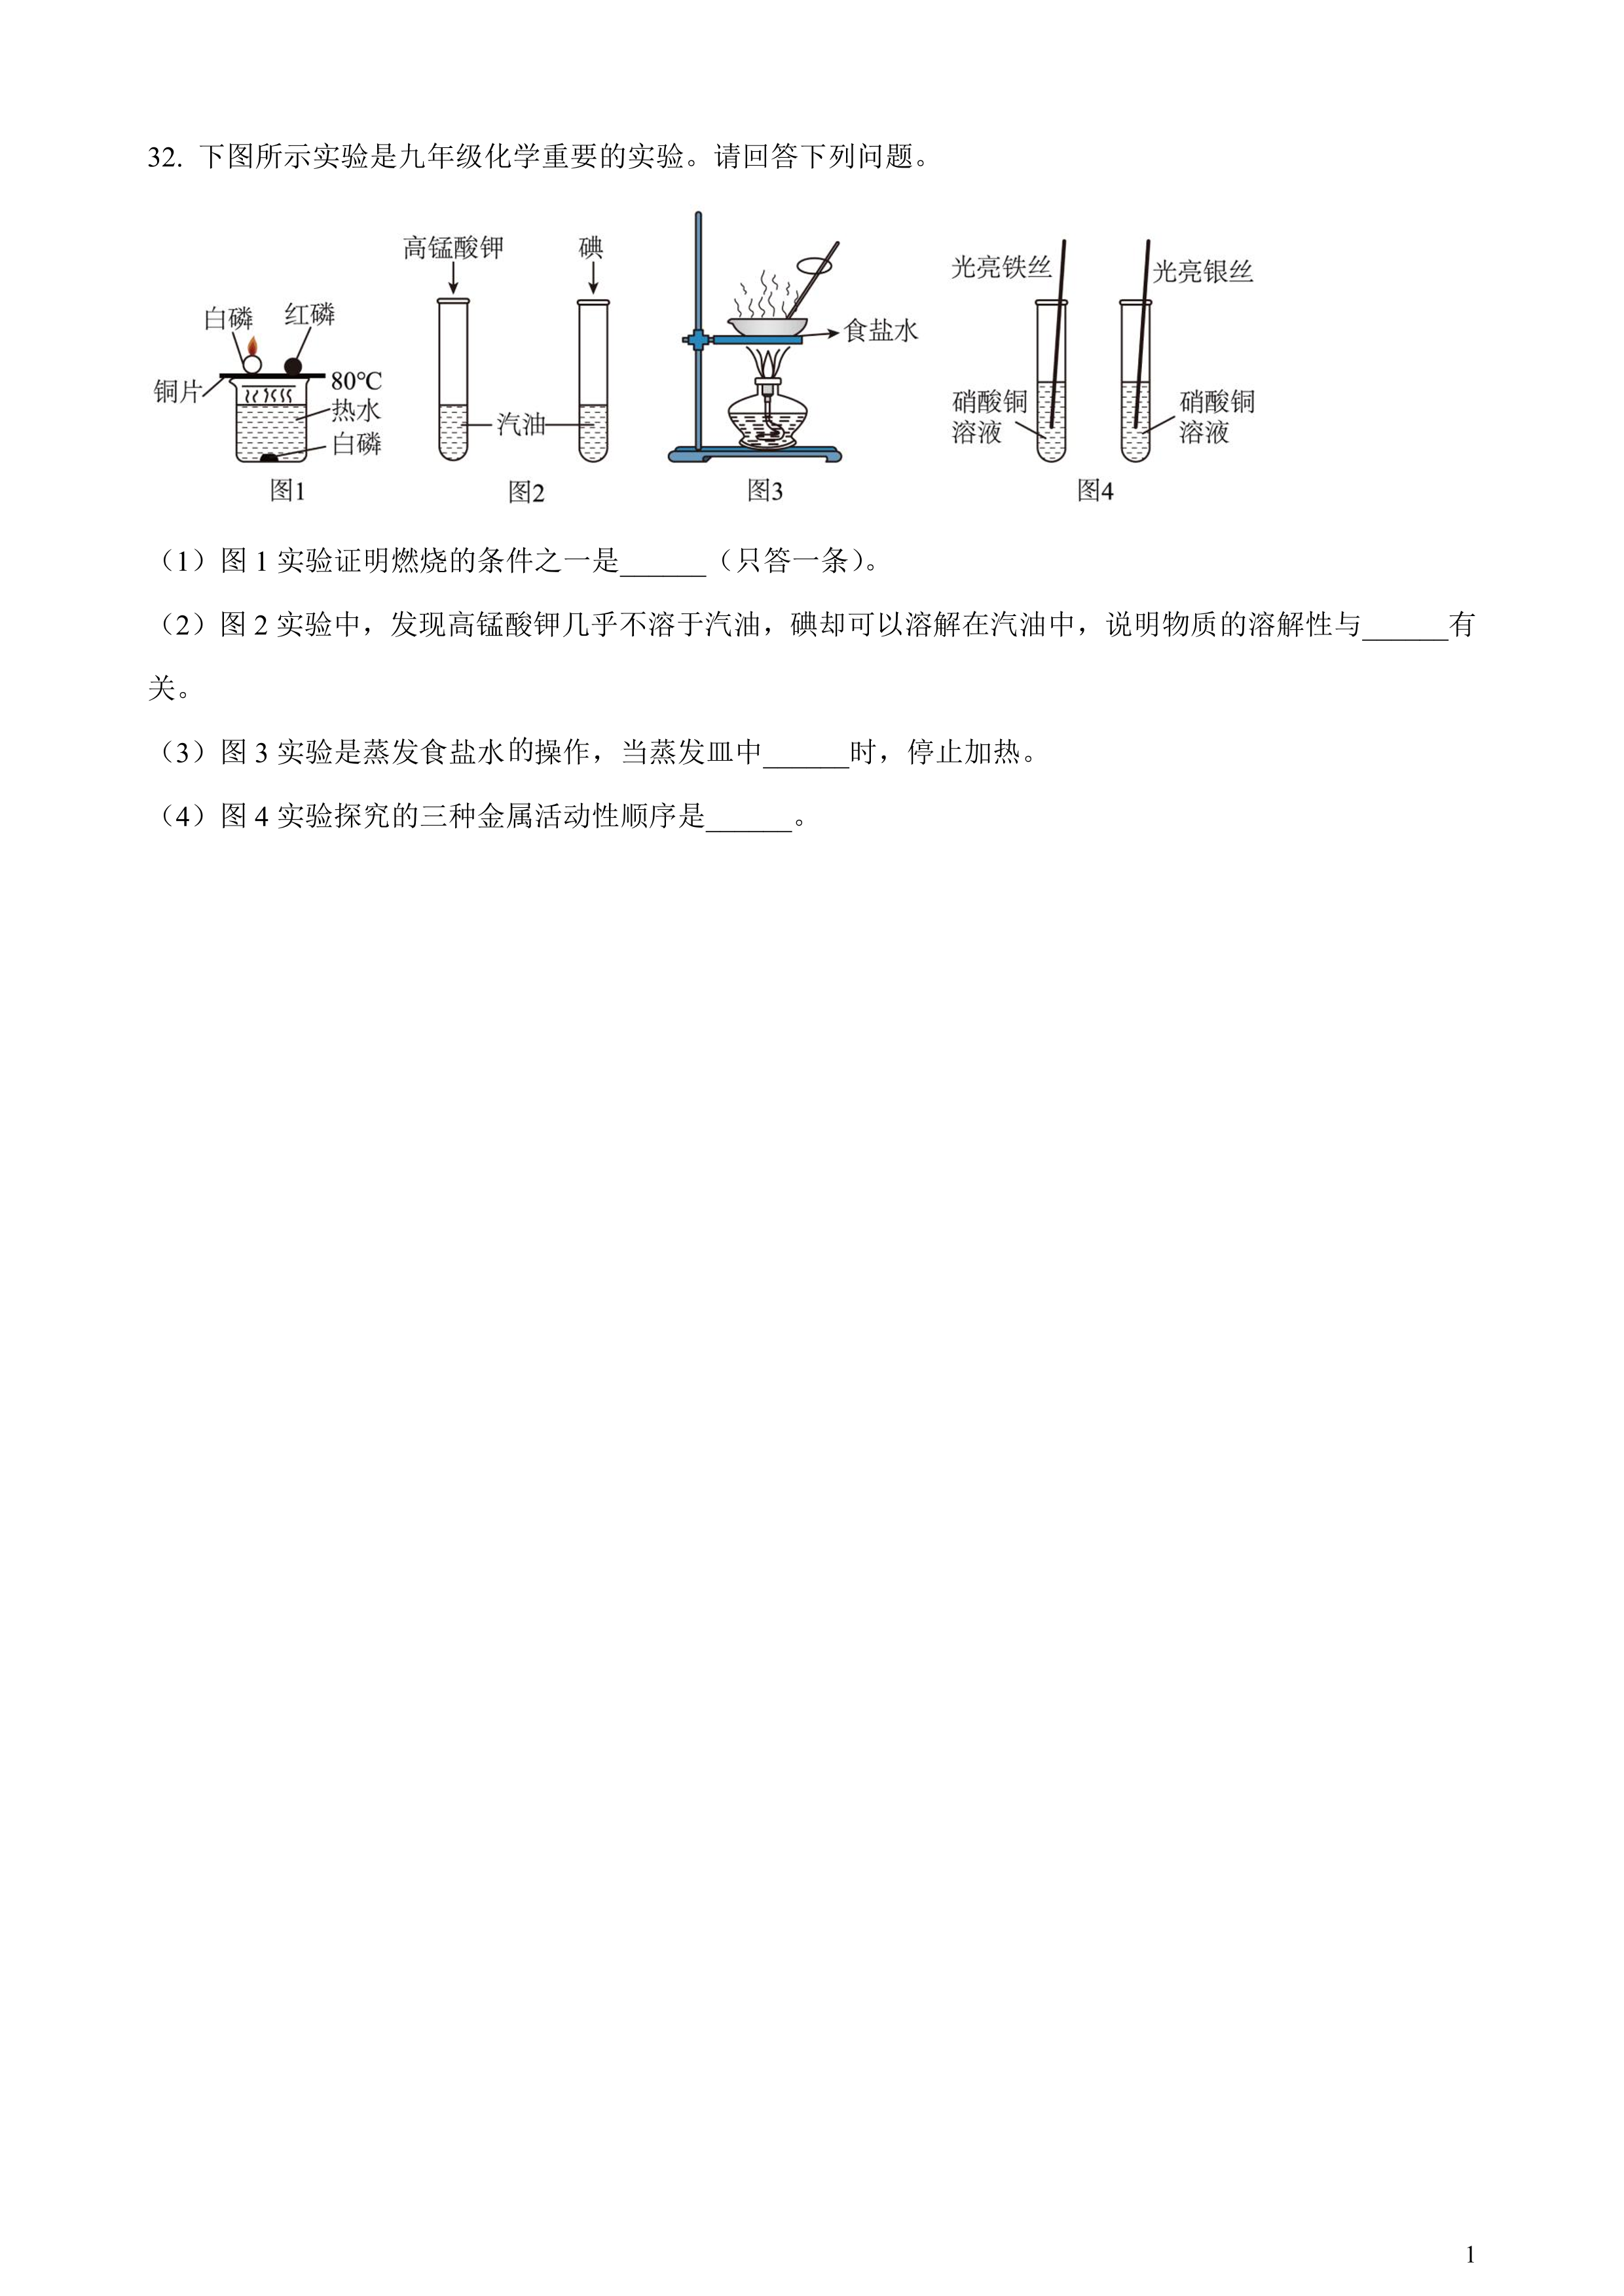 32. 下图所示实验是九年级化学重要的实验。请回答下列问题。
高锰酸钾 碘
光亮铁丝 光亮银丝
白磷 红磷
食盐水
铜片 80℃
热水
白磷
汽油
硝酸铜
溶液
硝酸铜
溶液
图1 图2 图3 图4
（1）图 1 实验证明燃烧的条件之一是______（只答一条）。
（2）图 2 实验中，发现高锰酸钾几乎不溶于汽油，碘却可以溶解在汽油中，说明物质的溶解性与______有
关。
（3）图 3 实验是蒸发食盐水的操作，当蒸发皿中______时，停止加热。
（4）图 4 实验探究的三种金属活动性顺序是______。
1